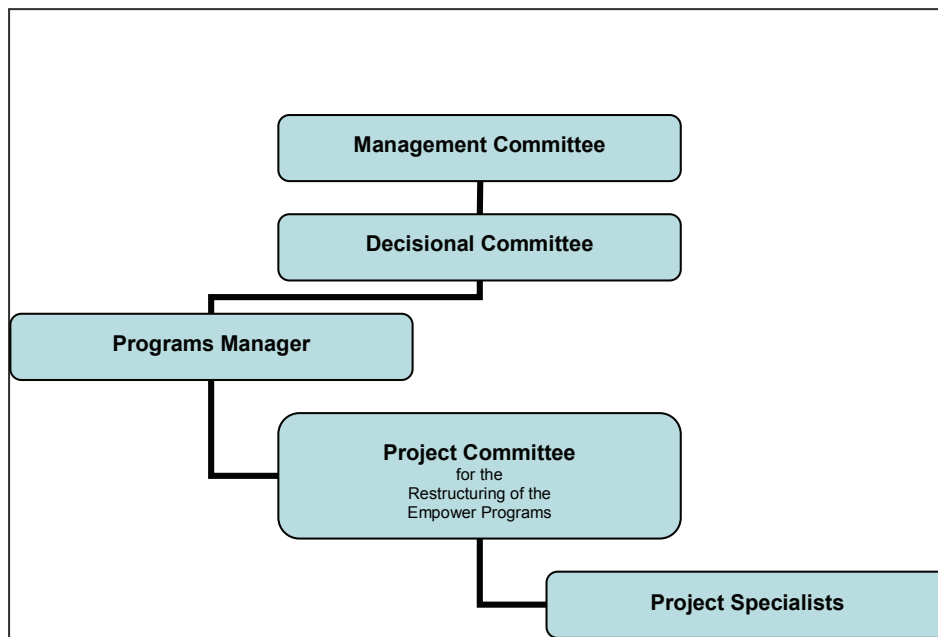 Management Committee
Decisional Committee
Programs Manager
Project Committee
for the
Restructuring of the
Empower Programs
Project Specialists